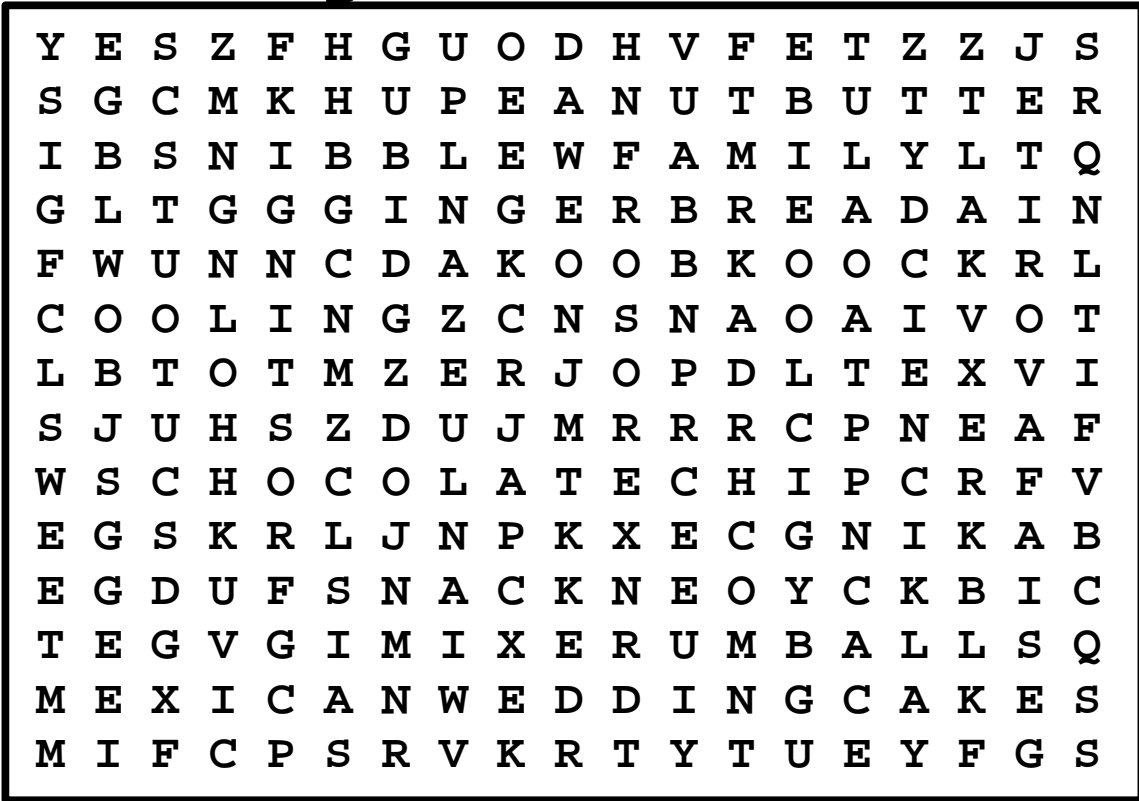 Y E S Z F H G U O D H V F E T Z Z J S
S G C M K H U P E A N U T B U T T E R
I B S N I B B L E W F A M I L Y L T Q
G L T G G G I N G E R B R E A D A I N
F W U N N C D A K O O B K O O C K R L
C O O L I N G Z C N S N A O A I V O T
L B T O T M Z E R J O P D L T E X V I
S J U H S Z D U J M R R R C P N E A F
W S C H O C O L A T E C H I P C R F V
E G S K R L J N P K X E C G N I K A B
E G D U F S N A C K N E O Y C K B I C
T E G V G I M I X E R U M B A L L S Q
M E X I C A N W E D D I N G C A K E S
M I F C P S R V K R T Y T U E Y F G S